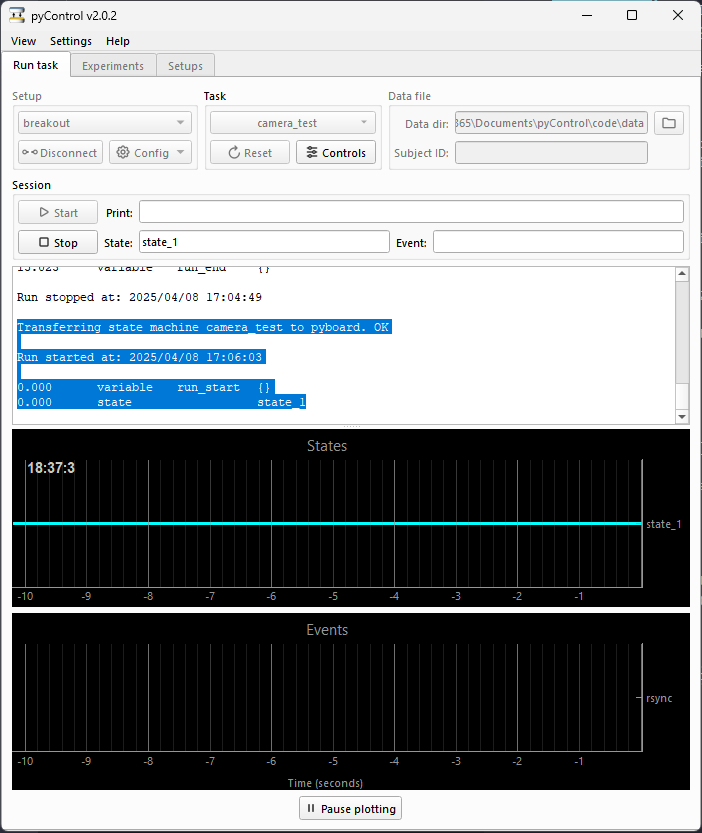 pyControl v2.0.2
View Settings Help
Run task Experiments Setups
Setup Task Data file
breakout camera_test Data dir: 365\Documents\pyControl\code\data
Disconnect Config Reset Controls Subject ID:
Session
Start Print:
Stop State: state_1 Event:
13.023 variable run_end {}
Run stopped at: 2025/04/08 17:04:49
Transferring state machine camera_test to pyboard. OK
Run started at: 2025/04/08 17:06:03
0.000 variable run_start {}
0.000 state state_1
States
18:37:3
state_1
-10 -9 -8 -7 -6 -5 -4 -3 -2 -1
Events
rsync
-10 -9 -8 -7 -6 -5 -4 -3 -2 -1
Time (seconds)
Pause plotting